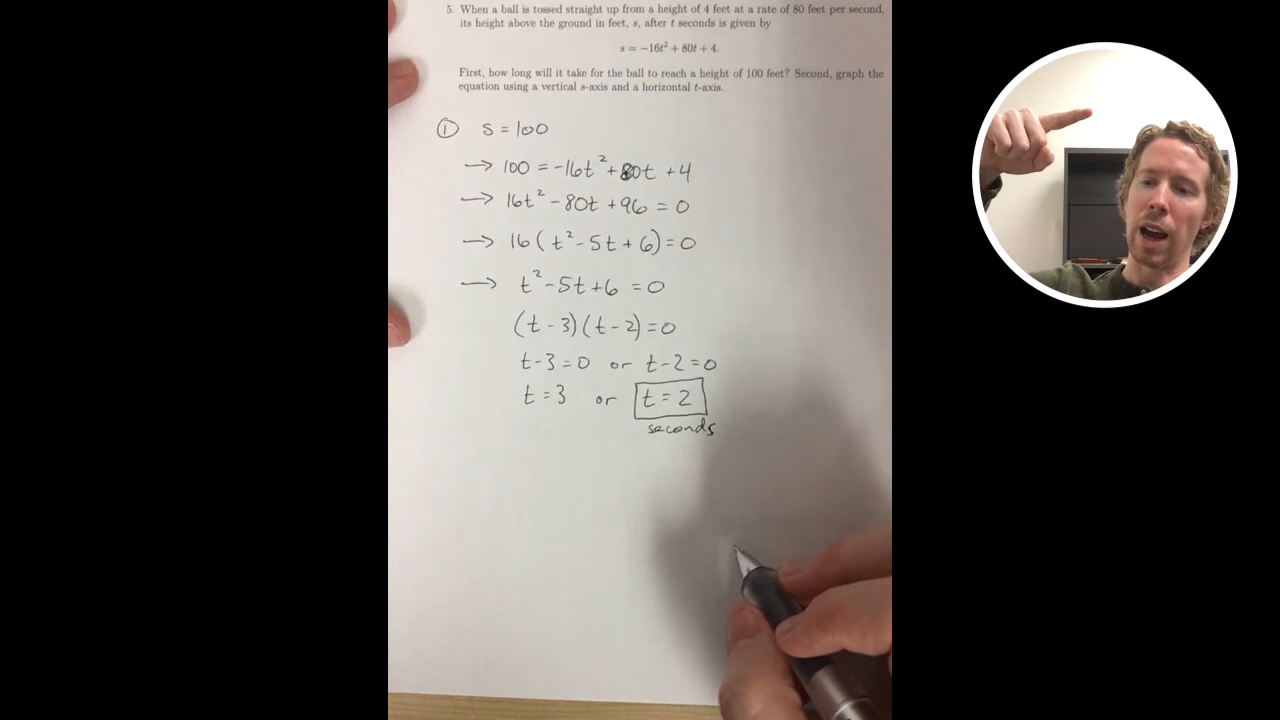 5. When a ball is tossed straight up from a height of 4 feet at a rate of 80 feet per second,
its height above the ground in feet, s, after t seconds is given by
s = −16t² + 80t + 4.
First, how long will it take for the ball to reach a height of 100 feet? Second, graph the
equation using a vertical s-axis and a horizontal t-axis.
① s = 100
→ 100 = -16t² + 80t + 4
→ 16t² - 80t + 96 = 0
→ 16(t² - 5t + 6) = 0
→ t² - 5t + 6 = 0
(t - 3)(t - 2) = 0
t - 3 = 0 or t - 2 = 0
t = 3 or t = 2
seconds